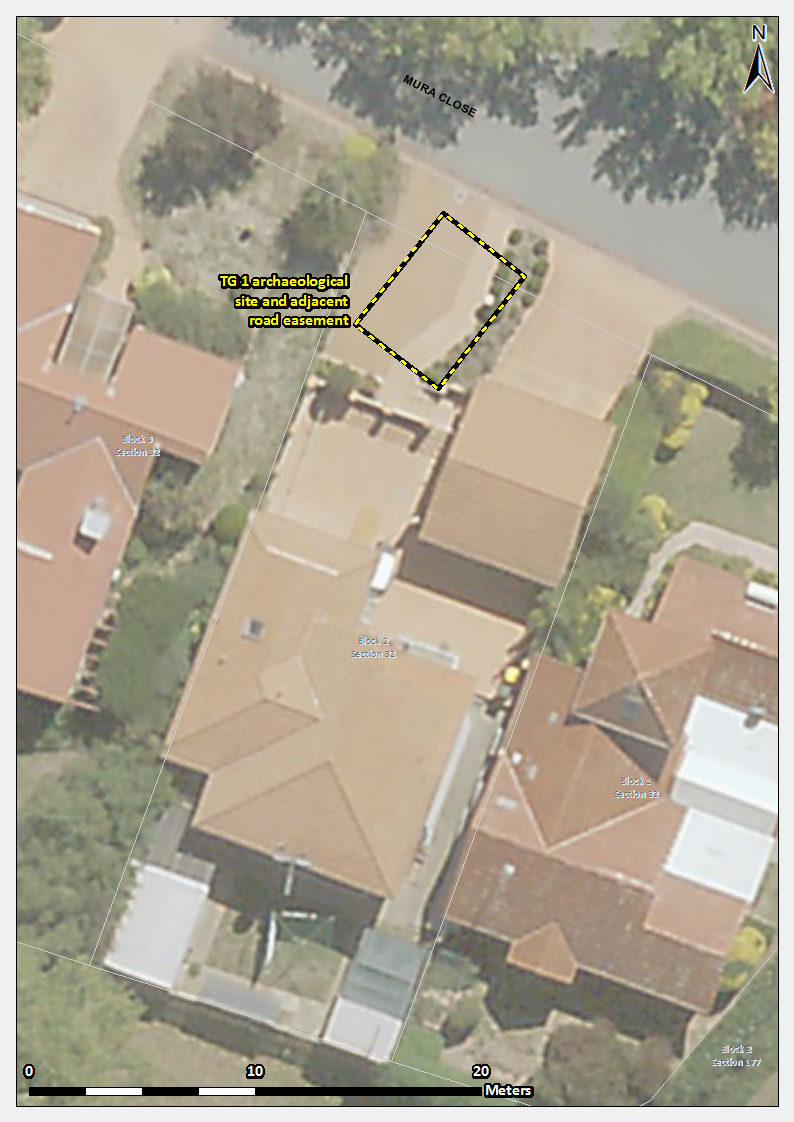 N
MURA CLOSE
TG 1 archaeological
site and adjacent
road easement
Block 3
Section 32
Block 2
Section 32
Block 1
Section 32
Block 2
Section 177
0 10 20
Meters